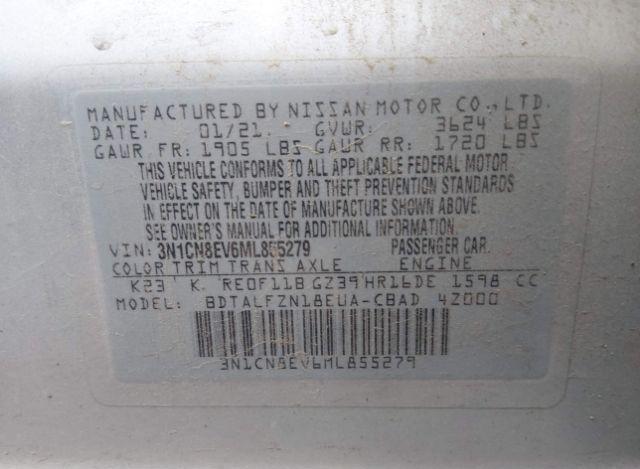 MANUFACTURED BY NISSAN MOTOR CO., LTD.
DATE: 01/21. GVWR: 3624 LBS
GAWR FR: 1905 LBS GAWR RR: 1720 LBS
THIS VEHICLE CONFORMS TO ALL APPLICABLE FEDERAL MOTOR
VEHICLE SAFETY, BUMPER AND THEFT PREVENTION STANDARDS
IN EFFECT ON THE DATE OF MANUFACTURE SHOWN ABOVE.
SEE OWNER'S MANUAL FOR ADDITIONAL INFORMATION.
VIN: 3N1CN8EV6ML855279 PASSENGER CAR.
COLOR TRIM TRANS AXLE ENGINE
K23 K RE0F11B GZ39 HR16DE 1598 CC
MODEL: BDTALFZN18EUA-CBAD 4Z000
3N1CN8EV6ML855279